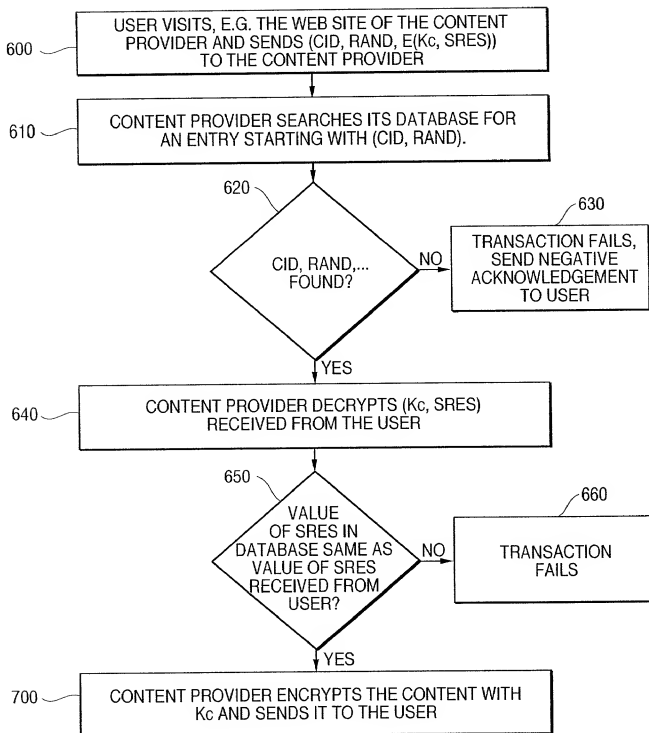 USER VISITS, E.G. THE WEB SITE OF THE CONTENT
PROVIDER AND SENDS (CID, RAND, E(Kc, SRES))
TO THE CONTENT PROVIDER
600
CONTENT PROVIDER SEARCHES ITS DATABASE FOR
AN ENTRY STARTING WITH (CID, RAND).
610
620
CID, RAND,...
FOUND?
NO
630
TRANSACTION FAILS,
SEND NEGATIVE
ACKNOWLEDGEMENT
TO USER
YES
640
CONTENT PROVIDER DECRYPTS (Kc, SRES)
RECEIVED FROM THE USER
650
VALUE
OF SRES IN
DATABASE SAME AS
VALUE OF SRES
RECEIVED FROM
USER?
NO
660
TRANSACTION
FAILS
YES
700
CONTENT PROVIDER ENCRYPTS THE CONTENT WITH
Kc AND SENDS IT TO THE USER